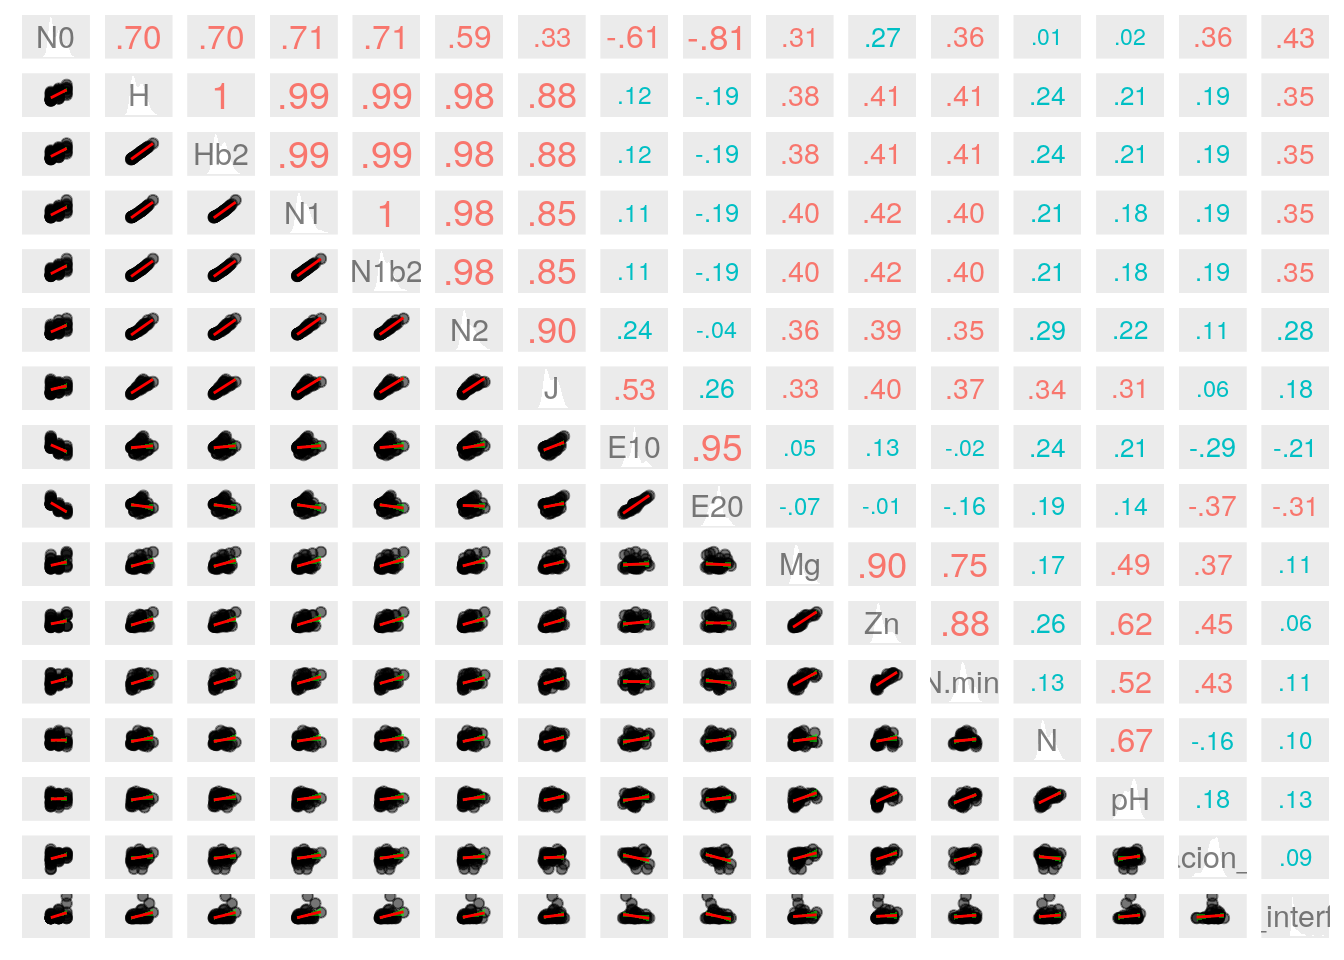 N0 .70 .70 .71 .71 .59 .33 -.61 -.81 .31 .27 .36 .01 .02 .36 .43
H 1 .99 .99 .98 .88 .12 -.19 .38 .41 .41 .24 .21 .19 .35
Hb2 .99 .99 .98 .88 .12 -.19 .38 .41 .41 .24 .21 .19 .35
N1 1 .98 .85 .11 -.19 .40 .42 .40 .21 .18 .19 .35
N1b2 .98 .85 .11 -.19 .40 .42 .40 .21 .18 .19 .35
N2 .90 .24 -.04 .36 .39 .35 .29 .22 .11 .28
J .53 .26 .33 .40 .37 .34 .31 .06 .18
E10 .95 .05 .13 -.02 .24 .21 -.29 -.21
E20 -.07 -.01 -.16 .19 .14 -.37 -.31
Mg .90 .75 .17 .49 .37 .11
Zn .88 .26 .62 .45 .06
N.min .13 .52 .43 .11
N .67 -.16 .10
pH .18 .13
cion_ .09
_interf